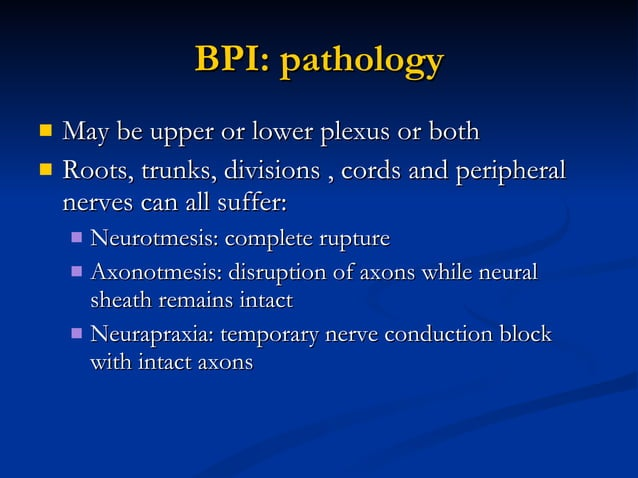 BPI: pathology
May be upper or lower plexus or both
Roots, trunks, divisions , cords and peripheral
nerves can all suffer:
Neurotmesis: complete rupture
Axonotmesis: disruption of axons while neural
sheath remains intact
Neurapraxia: temporary nerve conduction block
with intact axons